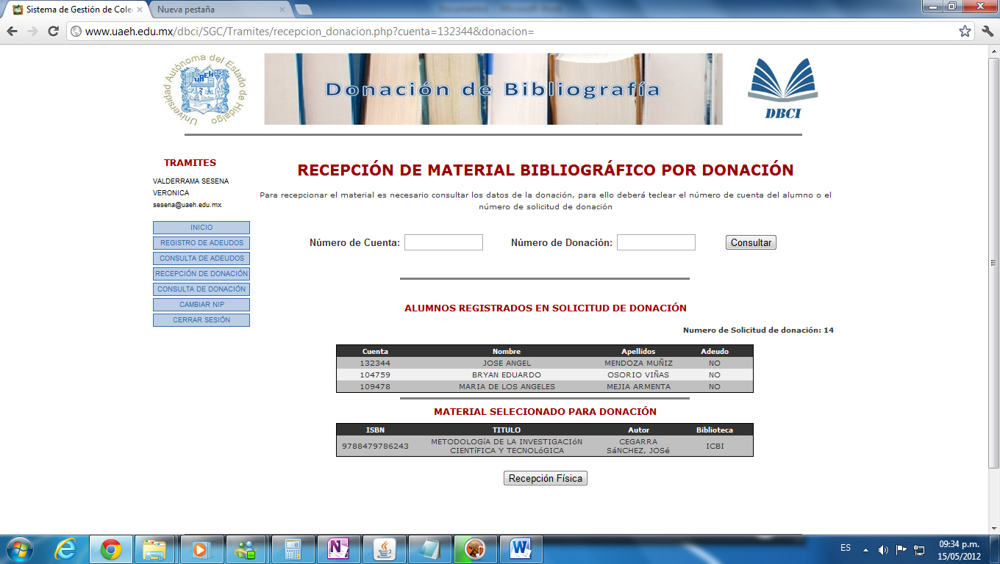 Sistema de Gestión de Cole
Nueva pestaña
www.uaeh.edu.mx/dbci/SGC/Tramites/recepcion_donacion.php?cuenta=132344&donacion=
Universidad Autónoma del Estado de Hidalgo
UAEH
Donación de Bibliografía
DBCI
TRAMITES
VALDERRAMA SESENA
VERONICA
sesena@uaeh.edu.mx
INICIO
REGISTRO DE ADEUDOS
CONSULTA DE ADEUDOS
RECEPCIÓN DE DONACIÓN
CONSULTA DE DONACIÓN
CAMBIAR NIP
CERRAR SESIÓN
RECEPCIÓN DE MATERIAL BIBLIOGRÁFICO POR DONACIÓN
Para recepcionar el material es necesario consultar los datos de la donación, para ello deberá teclear el número de cuenta del alumno o el
número de solicitud de donación
Número de Cuenta: Número de Donación: Consultar
ALUMNOS REGISTRADOS EN SOLICITUD DE DONACIÓN
Numero de Solicitud de donación: 14
Cuenta Nombre Apellidos Adeudo
132344 JOSE ANGEL MENDOZA MUÑIZ NO
104759 BRYAN EDUARDO OSORIO VIÑAS NO
109478 MARIA DE LOS ANGELES MEJIA ARMENTA NO
MATERIAL SELECIONADO PARA DONACIÓN
ISBN TITULO Autor Biblioteca
9788479786243 METODOLOGíA DE LA INVESTIGACIóN CIENTíFICA Y TECNOLóGICA CEGARRA SáNCHEZ, JOSé ICBI
Recepción Física
ES
09:34 p.m.
15/05/2012